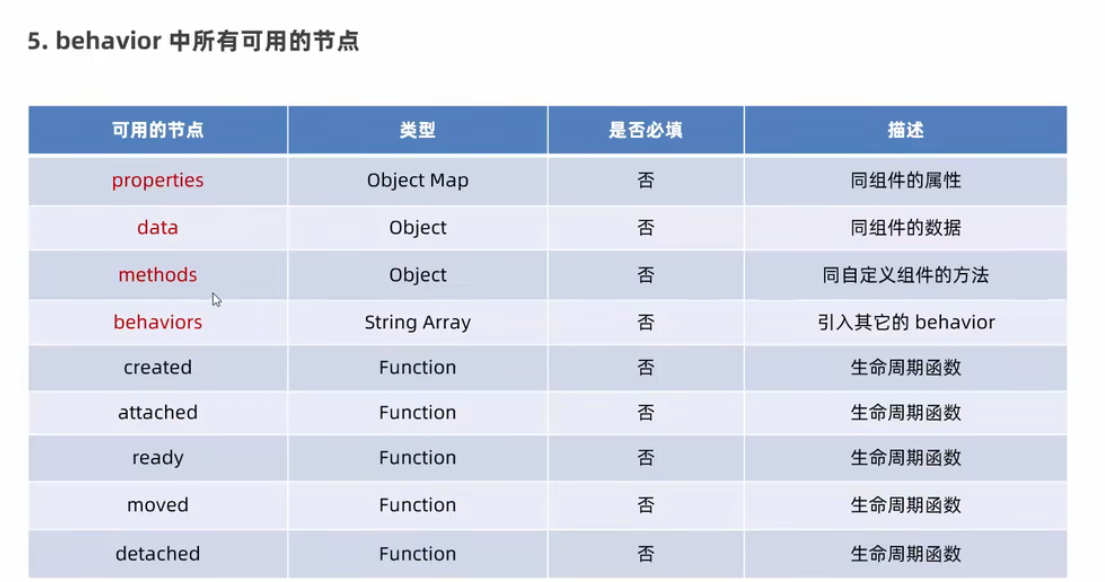 5. behavior 中所有可用的节点
可用的节点 类型 是否必填 描述
properties Object Map 否 同组件的属性
data Object 否 同组件的数据
methods Object 否 同自定义组件的方法
behaviors String Array 否 引入其它的 behavior
created Function 否 生命周期函数
attached Function 否 生命周期函数
ready Function 否 生命周期函数
moved Function 否 生命周期函数
detached Function 否 生命周期函数